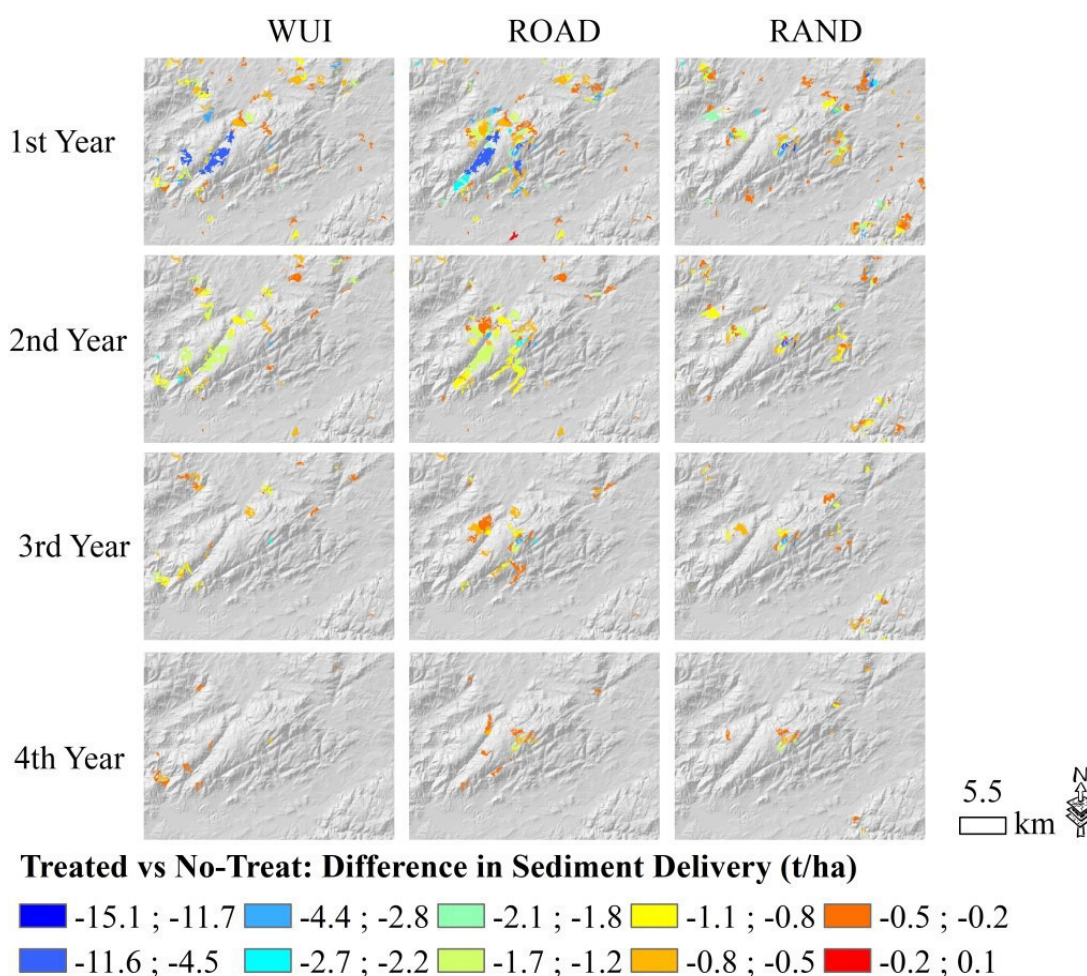 WUI ROAD RAND
1st Year
2nd Year
3rd Year
4th Year
N
5.5
km
Treated vs No-Treat: Difference in Sediment Delivery (t/ha)
-15.1 ; -11.7 -4.4 ; -2.8 -2.1 ; -1.8 -1.1 ; -0.8 -0.5 ; -0.2
-11.6 ; -4.5 -2.7 ; -2.2 -1.7 ; -1.2 -0.8 ; -0.5 -0.2 ; 0.1